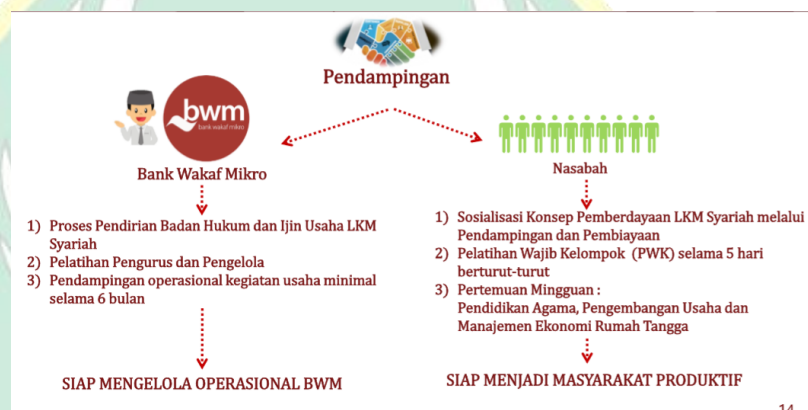 Pendampingan
bwm
bank wakaf mikro
Bank Wakaf Mikro
1) Proses Pendirian Badan Hukum dan Ijin Usaha LKM
Syariah
2) Pelatihan Pengurus dan Pengelola
3) Pendampingan operasional kegiatan usaha minimal
selama 6 bulan
SIAP MENGELOLA OPERASIONAL BWM
Nasabah
1) Sosialisasi Konsep Pemberdayaan LKM Syariah melalui
Pendampingan dan Pembiayaan
2) Pelatihan Wajib Kelompok (PWK) selama 5 hari
berturut-turut
3) Pertemuan Mingguan :
Pendidikan Agama, Pengembangan Usaha dan
Manajemen Ekonomi Rumah Tangga
SIAP MENJADI MASYARAKAT PRODUKTIF
14